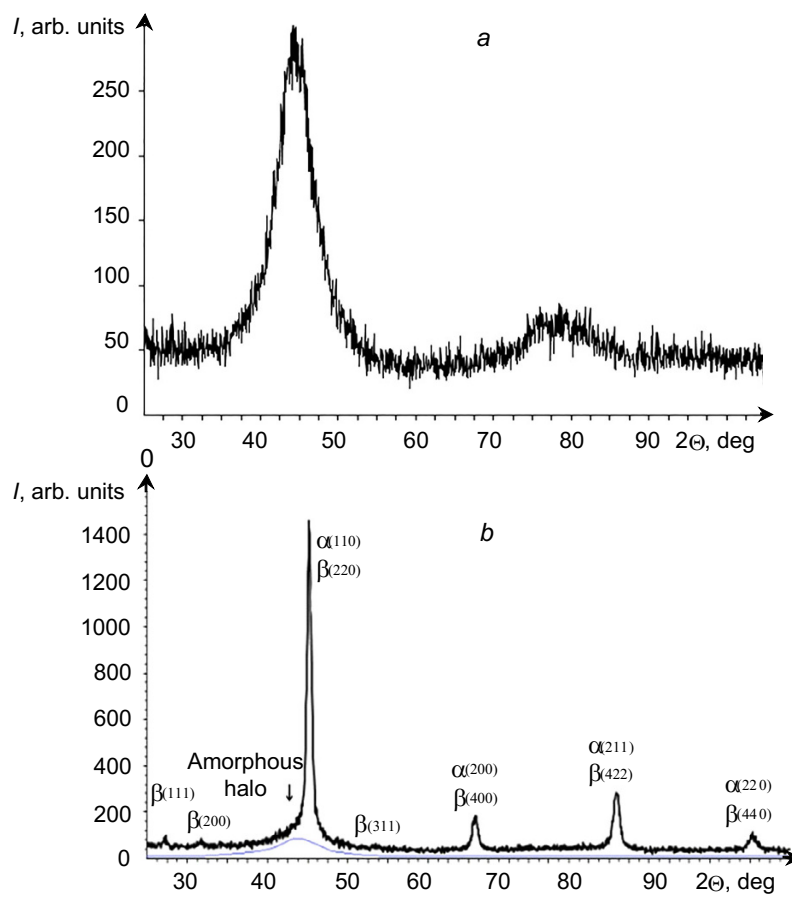 I, arb. units
a
250
200
150
100
50
0
30 40 50 60 70 80 90 2Θ, deg
0
I, arb. units
b
1400
α(110)
β(220)
1200
1000
800
600
α(211)
Amorphous
halo
400
α(200)
β(422)
β(111)
β(400)
α(220)
200
β(200)
β(311)
β(440)
0
30 40 50 60 70 80 90 2Θ, deg